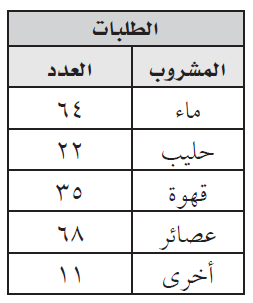 الطلبات
المشروب العدد
ماء ٦٤
حليب ٢٢
قهوة ٣٥
عصائر ٦٨
أخرى ١١